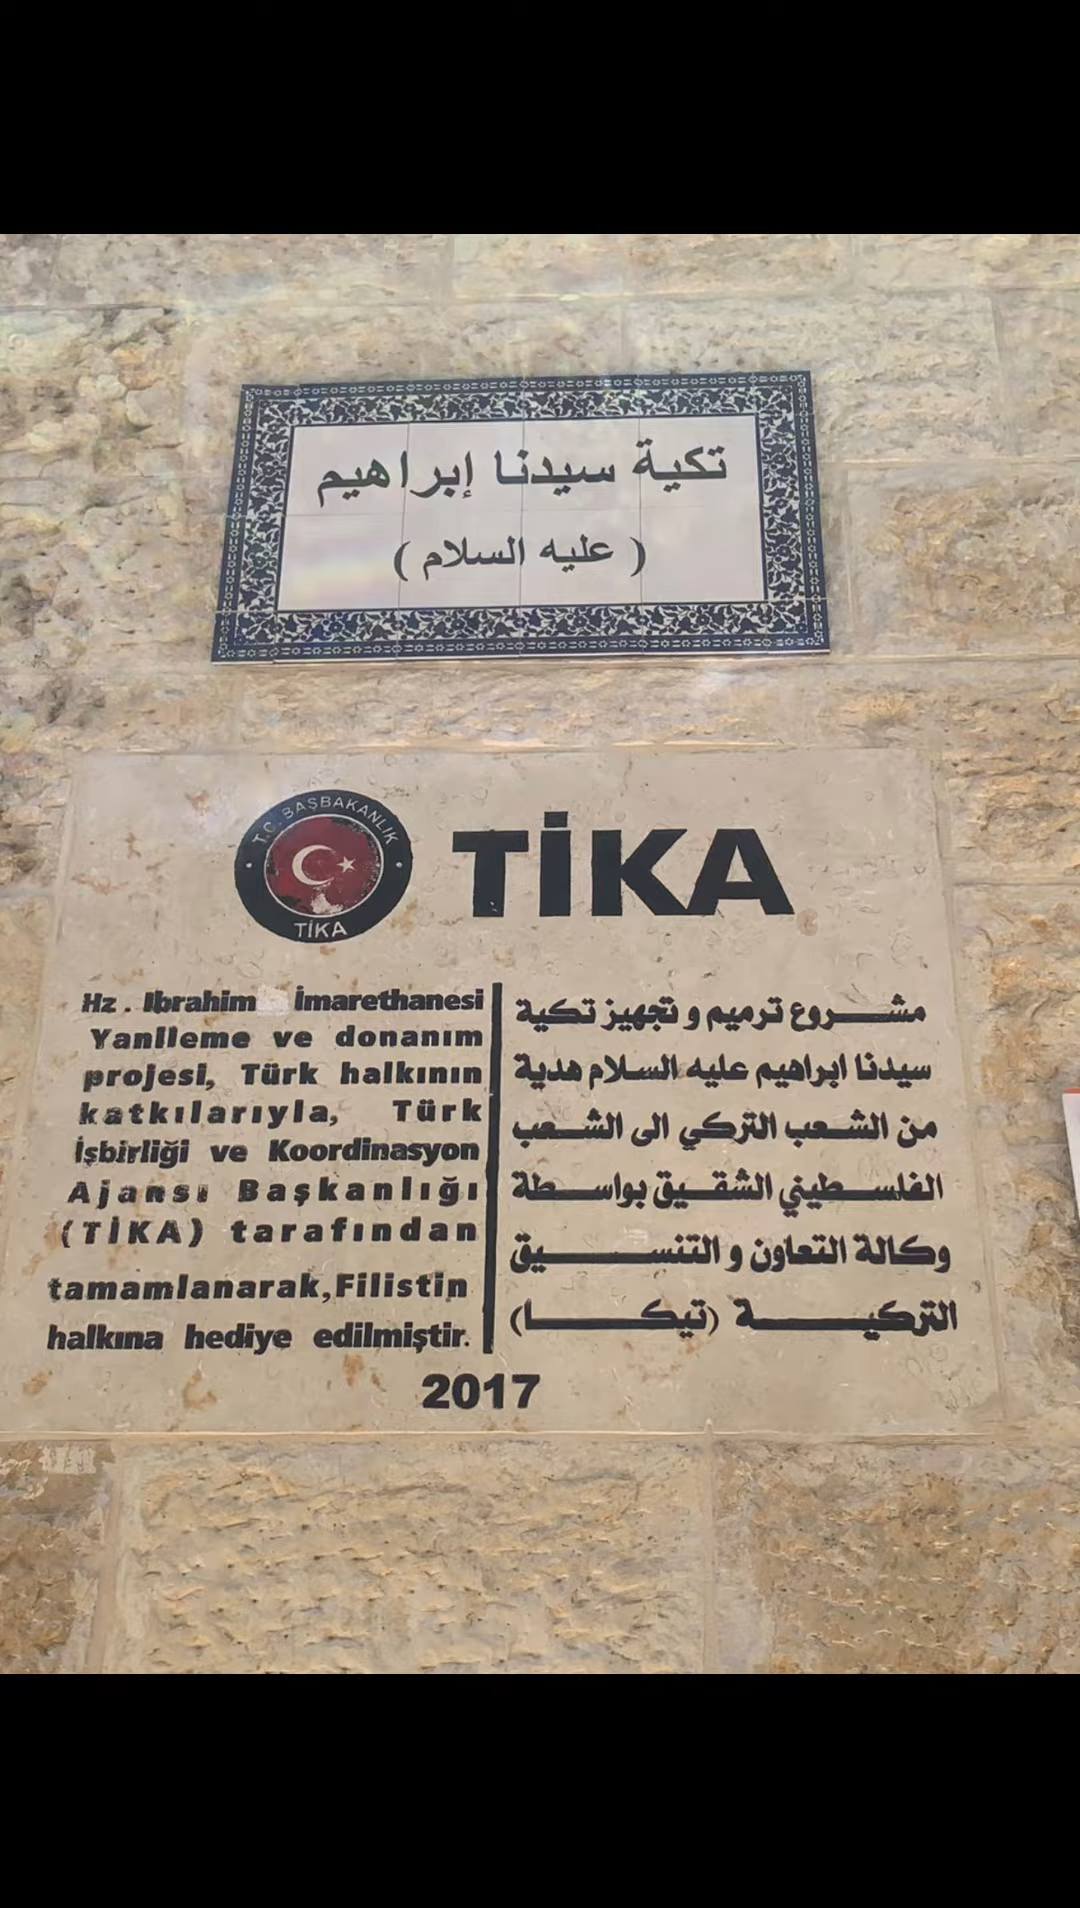 تكية سيدنا إبراهيم
( عليه السلام )
T.C. BAŞBAKANLIK
TİKA
TİKA
Hz . Ibrahim İmarethanesi
Yanlleme ve donanım
projesi, Türk halkının
katkılarıyla, Türk
İşbirliği ve Koordinasyon
Ajansı Başkanlığı
(TİKA) tarafından
tamamlanarak,Filistin
halkına hediye edilmiştir.
مشـــروع ترميم و تجهيز تكية
سيدنا ابراهيم عليه السلام هدية
من الشعب التركي الى الشعب
الفلسطيني الشقيق بواسطة
وكالة التعاون و التنسيق
التركية (تيكا)
2017